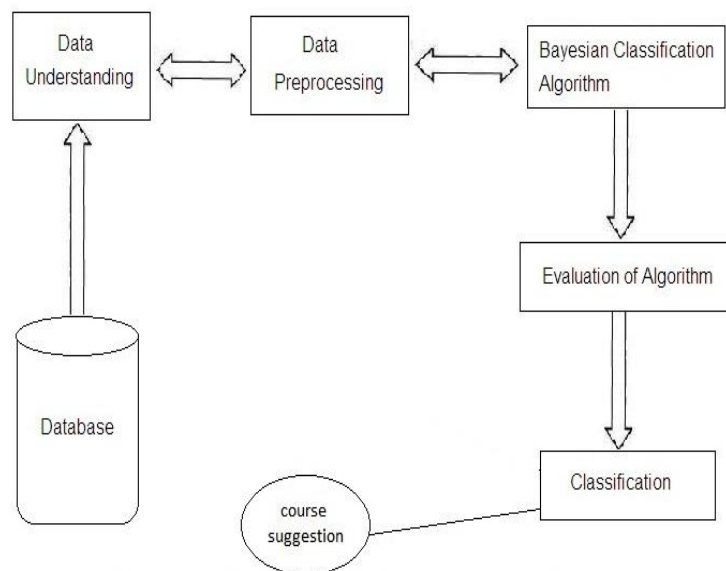 Data
Understanding
Data
Preprocessing
Bayesian Classification
Algorithm
Evaluation of Algorithm
Database
Classification
course
suggestion